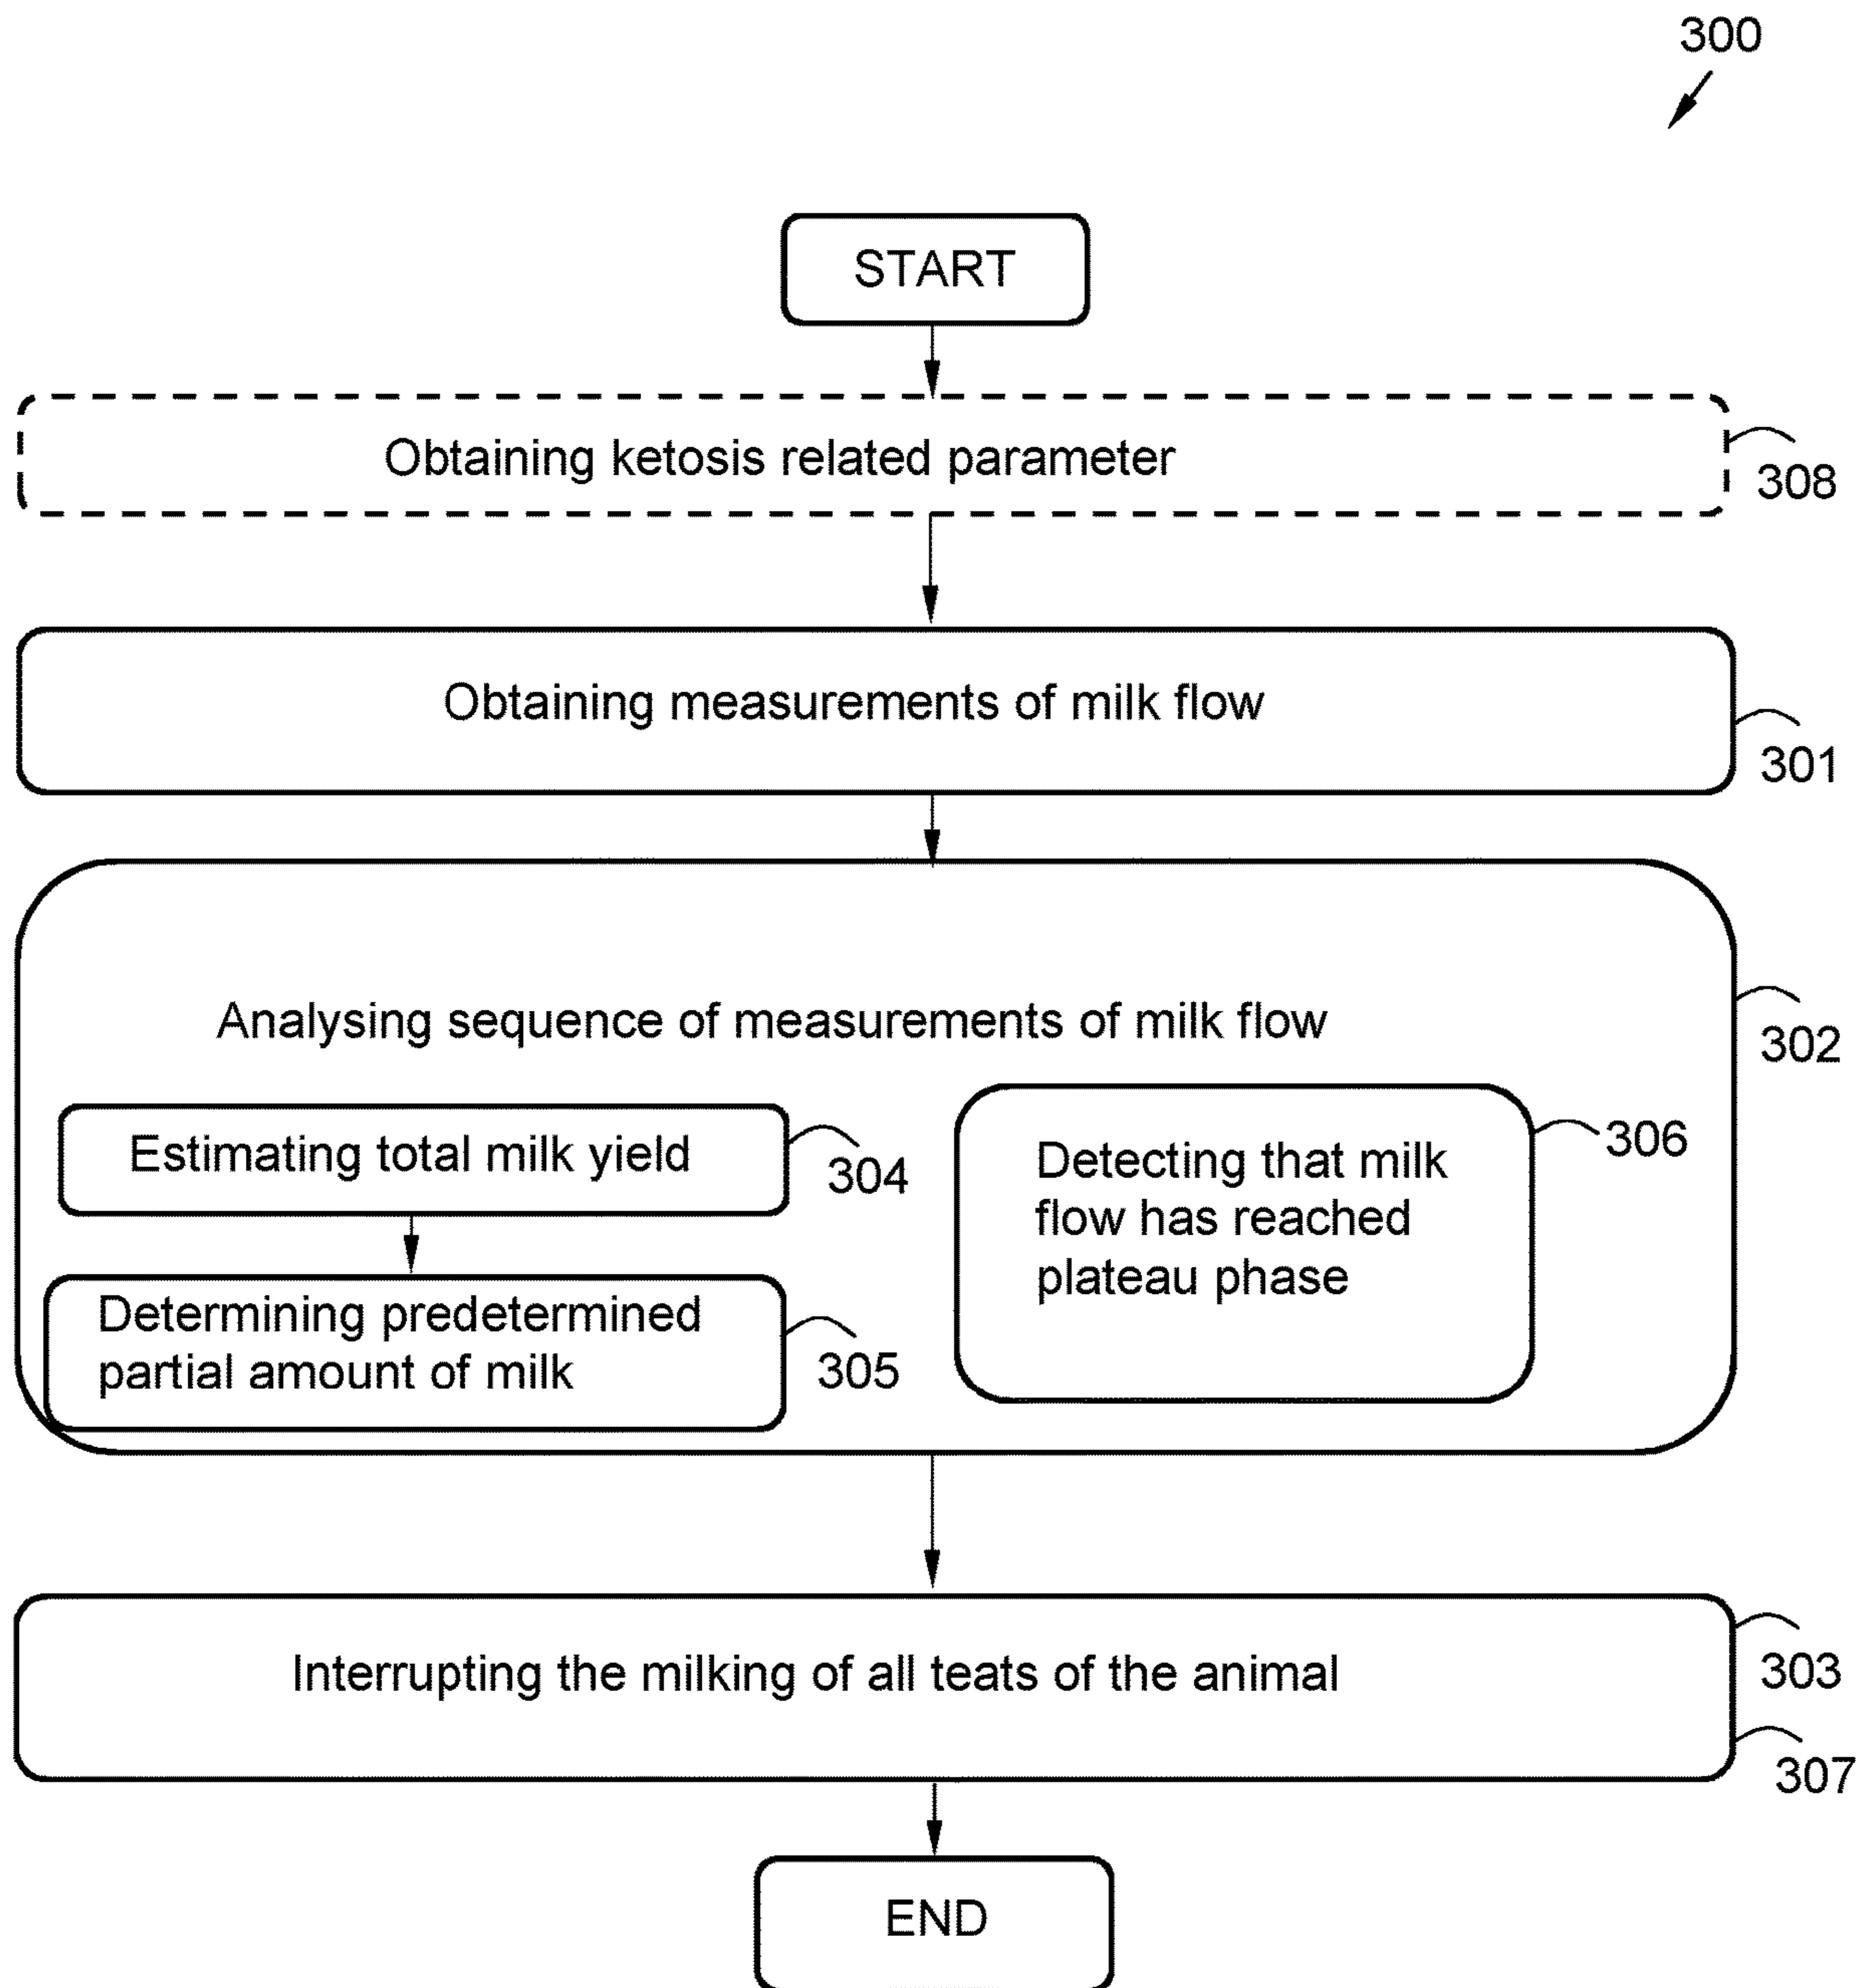 300
START
Obtaining ketosis related parameter
308
Obtaining measurements of milk flow
301
Analysing sequence of measurements of milk flow
302
Estimating total milk yield
304
Determining predetermined
partial amount of milk
305
Detecting that milk
flow has reached
plateau phase
306
Interrupting the milking of all teats of the animal
303
307
END